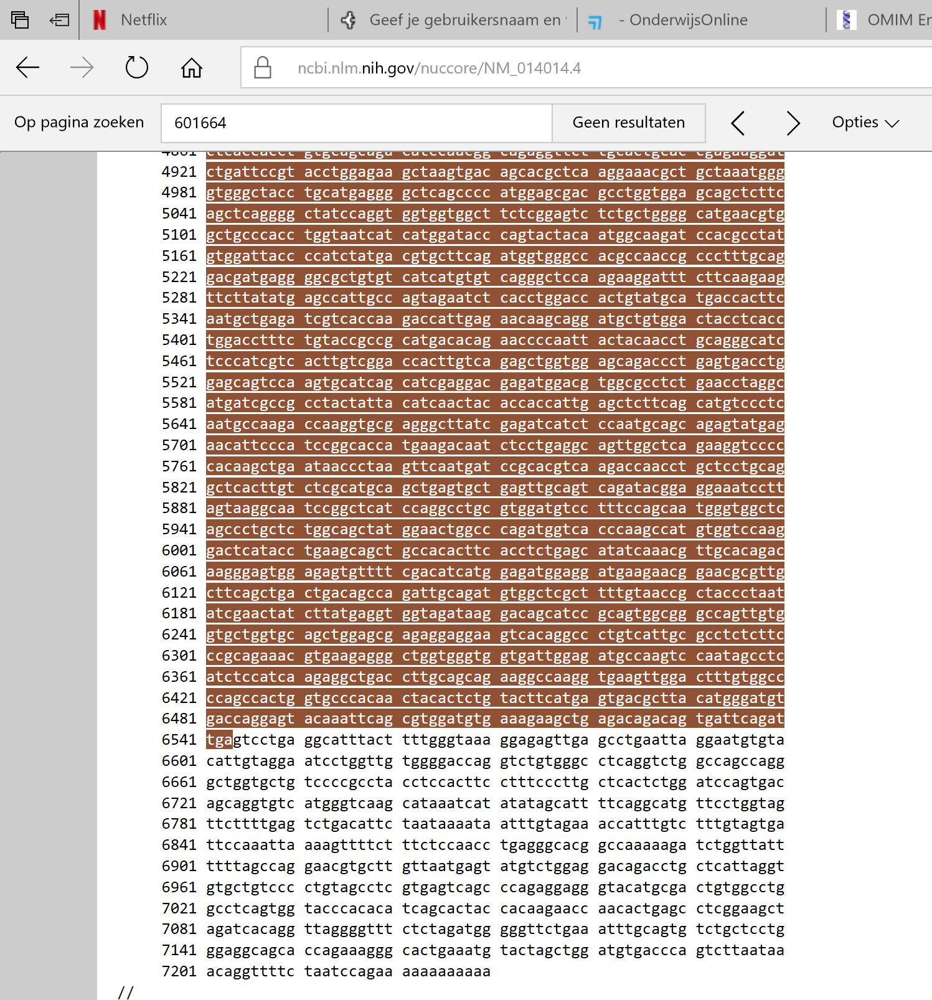 Netflix
Geef je gebruikersnaam en
- OnderwijsOnline
OMIM En
ncbi.nlm.nih.gov/nuccore/NM_014014.4
Op pagina zoeken 601664 Geen resultaten Opties
4861 ctcaccacct gtgcagcaga catccaacgg cagaggttct tgcactgcac cgagaaggat
4921 ctgattccgt acctggagaa gctaagtgac agcacgctca aggaaacgct gctaaatggg
4981 gtgggctacc tgcatgaggg gctcagcccc atggagcgac gcctggtgga gcagctcttc
5041 agctcagggg ctatccaggt ggtggtggct tctcggagtc tctgctgggg catgaacgtg
5101 gctgcccacc tggtaatcat catggatacc cagtactaca atggcaagat ccacgcctat
5161 gtggattacc ccatctatga cgtgcttcag atggtgggcc acgccaaccg ccctttgcag
5221 gacgatgagg ggcgctgtgt catcatgtgt cagggctcca agaaggattt cttcaagaag
5281 ttcttatatg agccattgcc agtagaatct cacctggacc actgtatgca tgaccacttc
5341 aatgctgaga tcgtcaccaa gaccattgag aacaagcagg atgctgtgga ctacctcacc
5401 tggacctttc tgtaccgccg catgacacag aaccccaatt actacaacct gcagggcatc
5461 tcccatcgtc acttgtcgga ccacttgtca gagctggtgg agcagaccct gagtgacctg
5521 gagcagtcca agtgcatcag catcgaggac gagatggacg tggcgcctct gaacctaggc
5581 atgatcgccg cctactatta catcaactac accaccattg agctcttcag catgtccctc
5641 aatgccaaga ccaaggtgcg agggcttatc gagatcatct ccaatgcagc agagtatgag
5701 aacattccca tccggcacca tgaagacaat ctcctgaggc agttggctca gaaggtcccc
5761 cacaagctga ataaccctaa gttcaatgat ccgcacgtca agaccaacct gctcctgcag
5821 gctcacttgt ctcgcatgca gctgagtgct gagttgcagt cagatacgga ggaaatcctt
5881 agtaaggcaa tccggctcat ccaggcctgc gtggatgtcc tttccagcaa tgggtggctc
5941 agccctgctc tggcagctat ggaactggcc cagatggtca cccaagccat gtggtccaag
6001 gactcatacc tgaagcagct gccacacttc acctctgagc atatcaaacg ttgcacagac
6061 aagggagtgg agagtgtttt cgacatcatg gagatggagg atgaagaacg gaacgcgttg
6121 cttcagctga ctgacagcca gattgcagat gtggctcgct tttgtaaccg ctaccctaat
6181 atcgaactat cttatgaggt ggtagataag gacagcatcc gcagtggcgg gccagttgtg
6241 gtgctggtgc agctggagcg agaggaggaa gtcacaggcc ctgtcattgc gcctctcttc
6301 ccgcagaaac gtgaagaggg ctggtgggtg gtgattggag atgccaagtc caatagcctc
6361 atctccatca agaggctgac cttgcagcag aaggccaagg tgaagttgga ctttgtggcc
6421 ccagccactg gtgcccacaa ctacactctg tacttcatga gtgacgctta catgggatgt
6481 gaccaggagt acaaattcag cgtggatgtg aaagaagctg agacagacag tgattcagat
6541 tgagtcctga ggcatttact tttgggtaaa ggagagttga gcctgaatta ggaatgtgta
6601 cattgtagga atcctggttg tggggaccag gtctgtgggc ctcaggtctg gccagccagg
6661 gctggtgctg tccccgccta cctccacttc ctttcccttg ctcactctgg atccagtgac
6721 agcaggtgtc atgggtcaag cataaatcat atatagcatt ttcaggcatg ttcctggtag
6781 ttcttttgag tctgacattc taataaaata atttgtagaa accatttgtc tttgtagtga
6841 ttccaaatta aaagttttct ttctccaacc tgagggcacg gccaaaaaga tctggttatt
6901 ttttagccag gaacgtgctt gttaatgagt atgtctggag gacagacctg ctcattaggt
6961 gtgctgtccc ctgtagcctc gtgagtcagc ccagaggagg gtacatgcga ctgtggcctg
7021 gcctcagtgg tacccacaca tcagcactac cacaagaacc aacactgagc ctcggaagct
7081 agatcacagg ttaggggttt ctctagatgg gggttctgaa atttgcagtg tctgctcctg
7141 ggaggcagca ccagaaaggg cactgaaatg tactagctgg atgtgaccca gtcttaataa
7201 acaggttttc taatccagaa aaaaaaaaaa
//